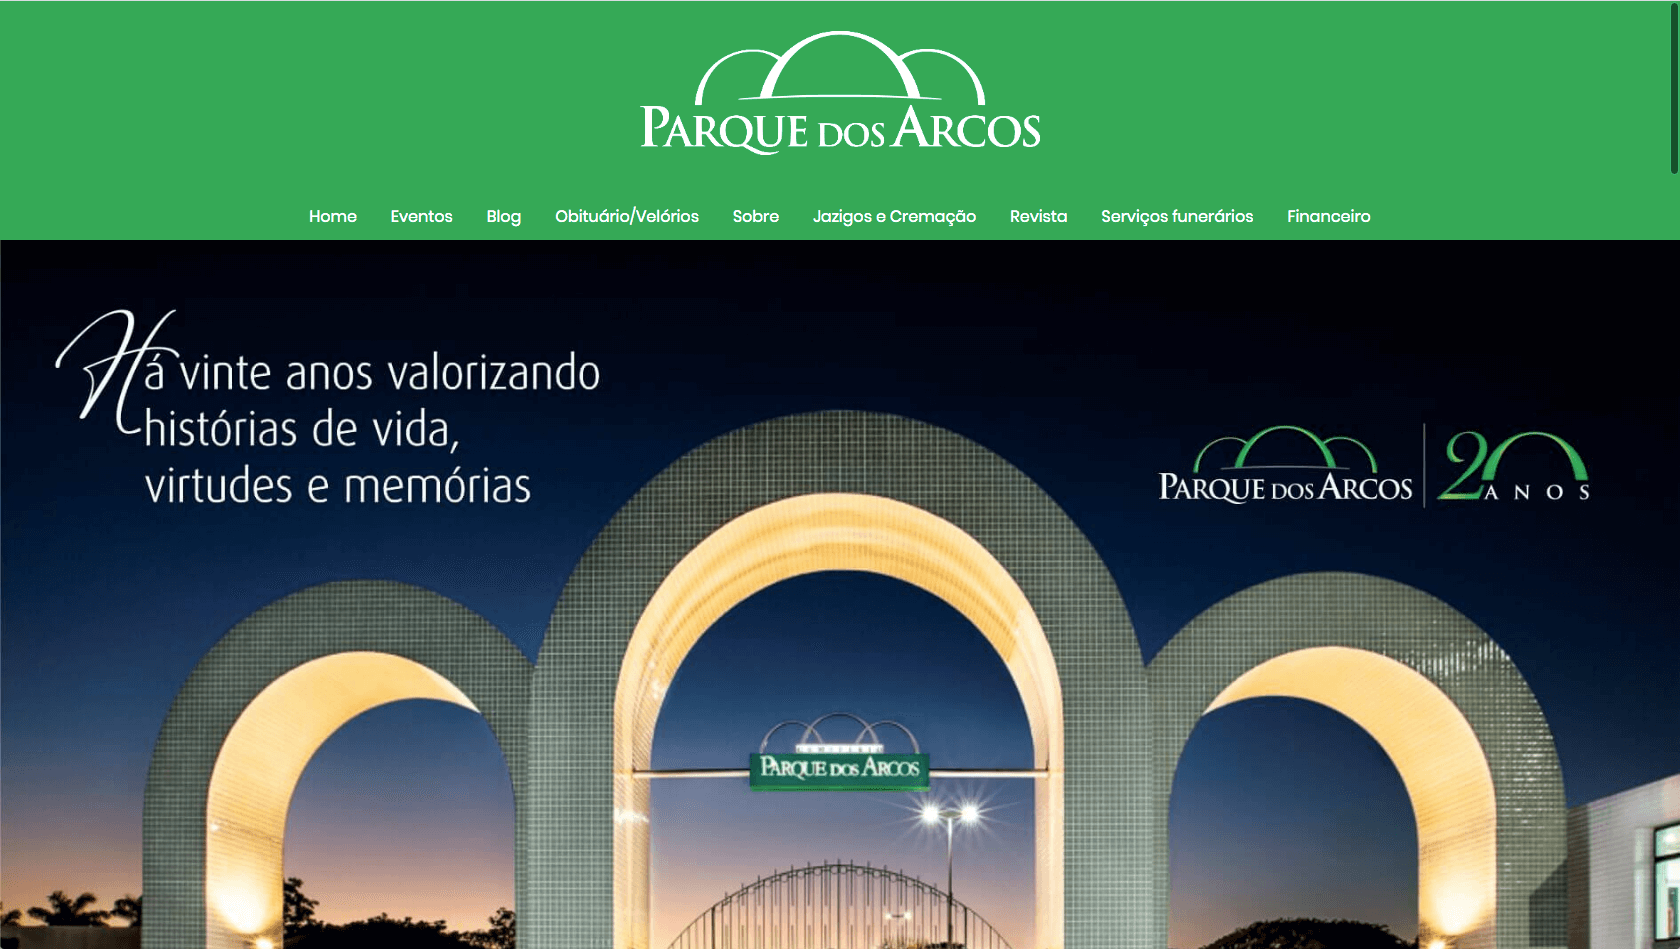 PARQUE DOS ARCOS
Home Eventos Blog Obituário/Velórios Sobre Jazigos e Cremação Revista Serviços funerários Financeiro
Há vinte anos valorizando
histórias de vida,
virtudes e memórias
PARQUE DOS ARCOS 20 ANOS
CEMITÉRIO
PARQUE DOS ARCOS